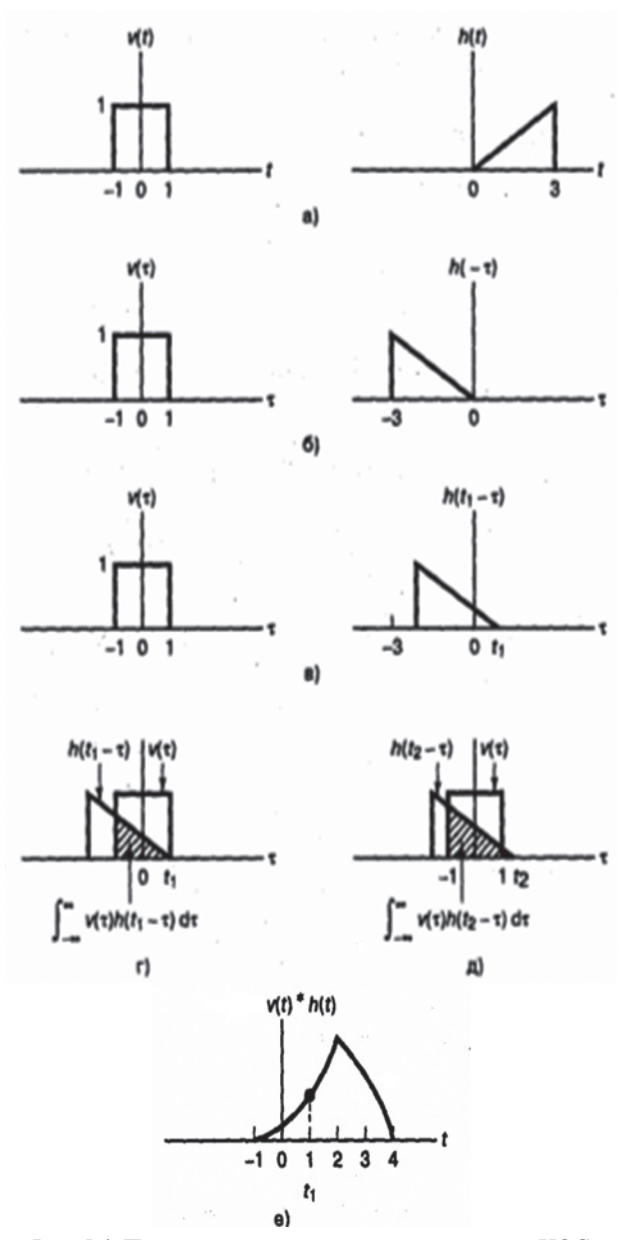 v(t) h(t)
1
-1 0 1 t 0 3 t
а)
v(τ) h(-τ)
1
-1 0 1 τ -3 0 τ
б)
v(τ) h(t₁-τ)
1
-1 0 1 τ -3 0 t₁ τ
в)
h(t₁-τ) v(τ) h(t₂-τ) v(τ)
0 t₁ τ -1 1 t₂ τ
∫_{-∞}^{∞} v(τ)h(t₁-τ) dτ ∫_{-∞}^{∞} v(τ)h(t₂-τ) dτ
г) д)
v(t) * h(t)
-1 0 1 2 3 4 t
t₁
е)